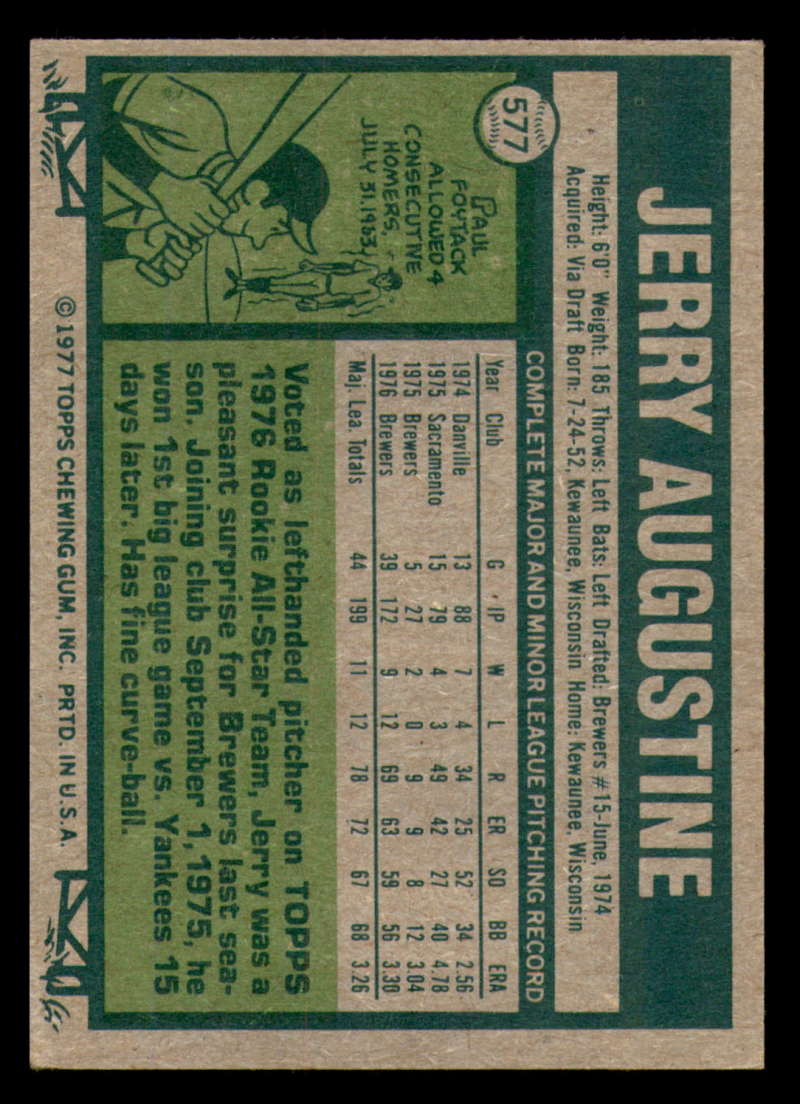 577
JERRY AUGUSTINE
Height: 6'0" Weight: 185 Throws: Left Bats: Left Drafted: Brewers #15-June, 1974
Acquired: Via Draft Born: 7-24-52, Kewaunee, Wisconsin Home: Kewaunee, Wisconsin
PAUL
FOYTACK
ALLOWED 4
CONSECUTIVE
HOMERS,
JULY 31, 1963.
COMPLETE MAJOR AND MINOR LEAGUE PITCHING RECORD
Year Club G IP W L R ER SO BB ERA
1974 Danville 13 88 7 4 34 25 52 34 2.56
1975 Sacramento 15 79 4 3 49 42 27 40 4.78
1975 Brewers 5 27 2 0 9 9 8 12 3.04
1976 Brewers 39 172 9 12 69 63 59 56 3.30
Maj. Lea. Totals 44 199 11 12 78 72 67 68 3.26
Voted as lefthanded pitcher on TOPPS
1976 Rookie All-Star Team, Jerry was a
pleasant surprise for Brewers last sea-
son. Joining club September 1, 1975, he
won 1st big league game vs. Yankees 15
days later. Has fine curve-ball.
© 1977 TOPPS CHEWING GUM, INC. PRTD. IN U.S.A.